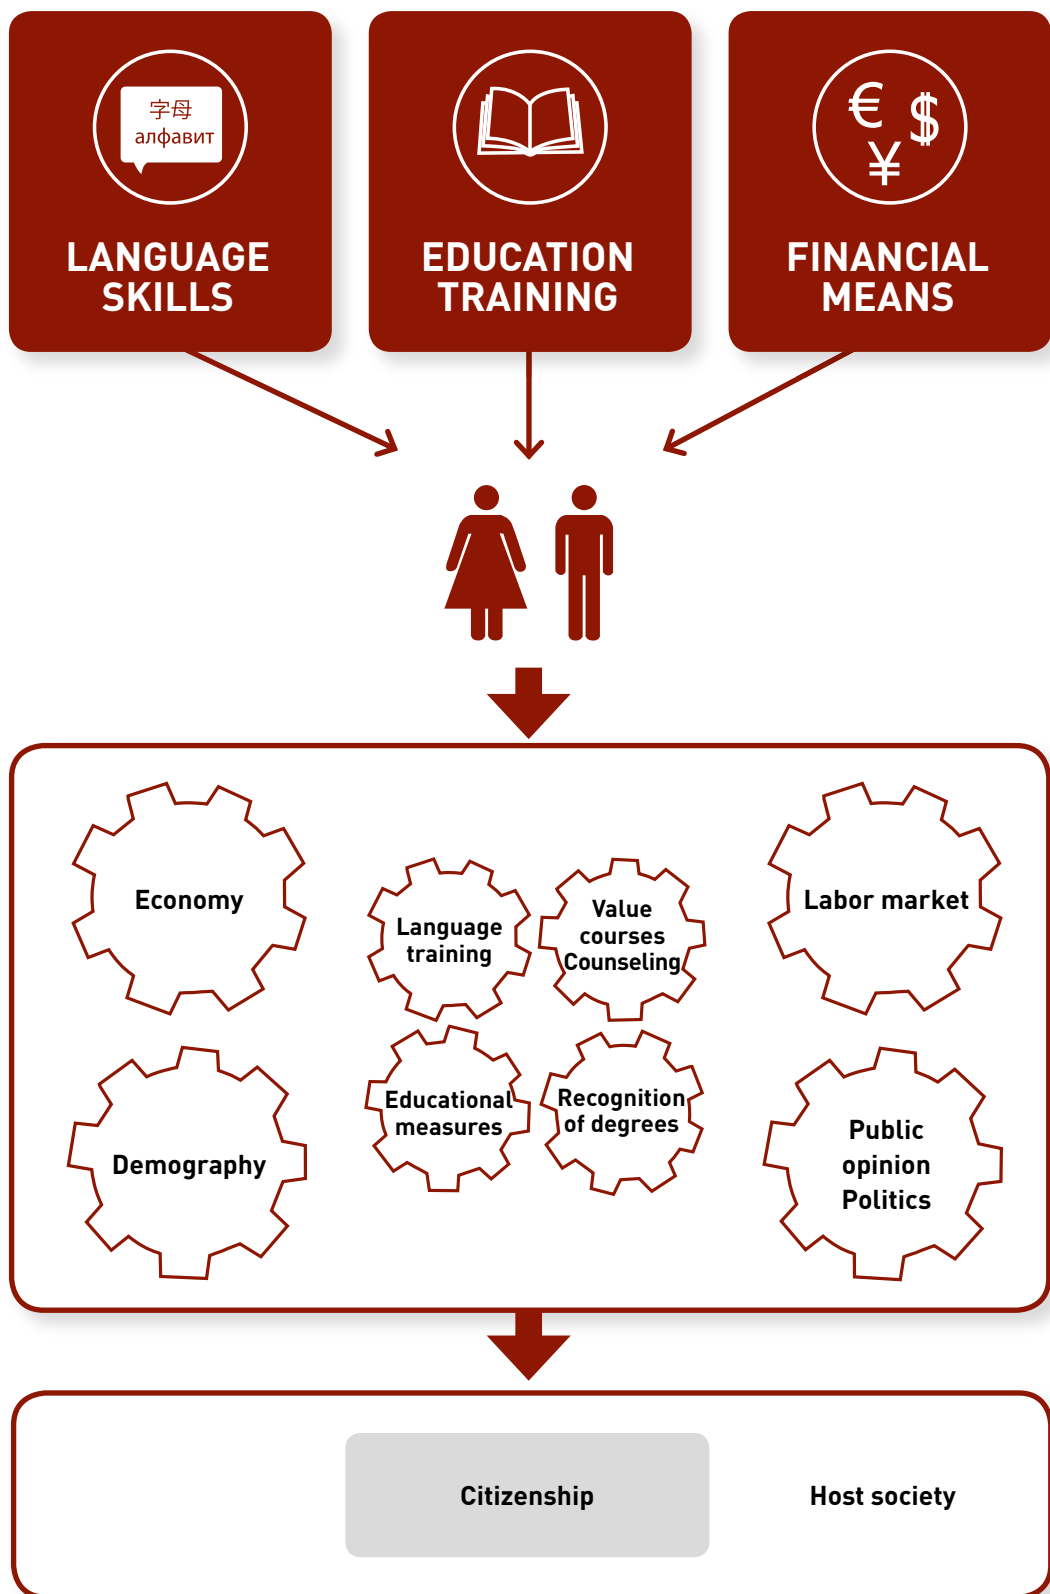 字母
алфавит
LANGUAGE
SKILLS
EDUCATION
TRAINING
€ $
¥
FINANCIAL
MEANS
Economy
Language
training
Value
courses
Counseling
Labor market
Demography
Educational
measures
Recognition
of degrees
Public
opinion
Politics
Citizenship
Host society